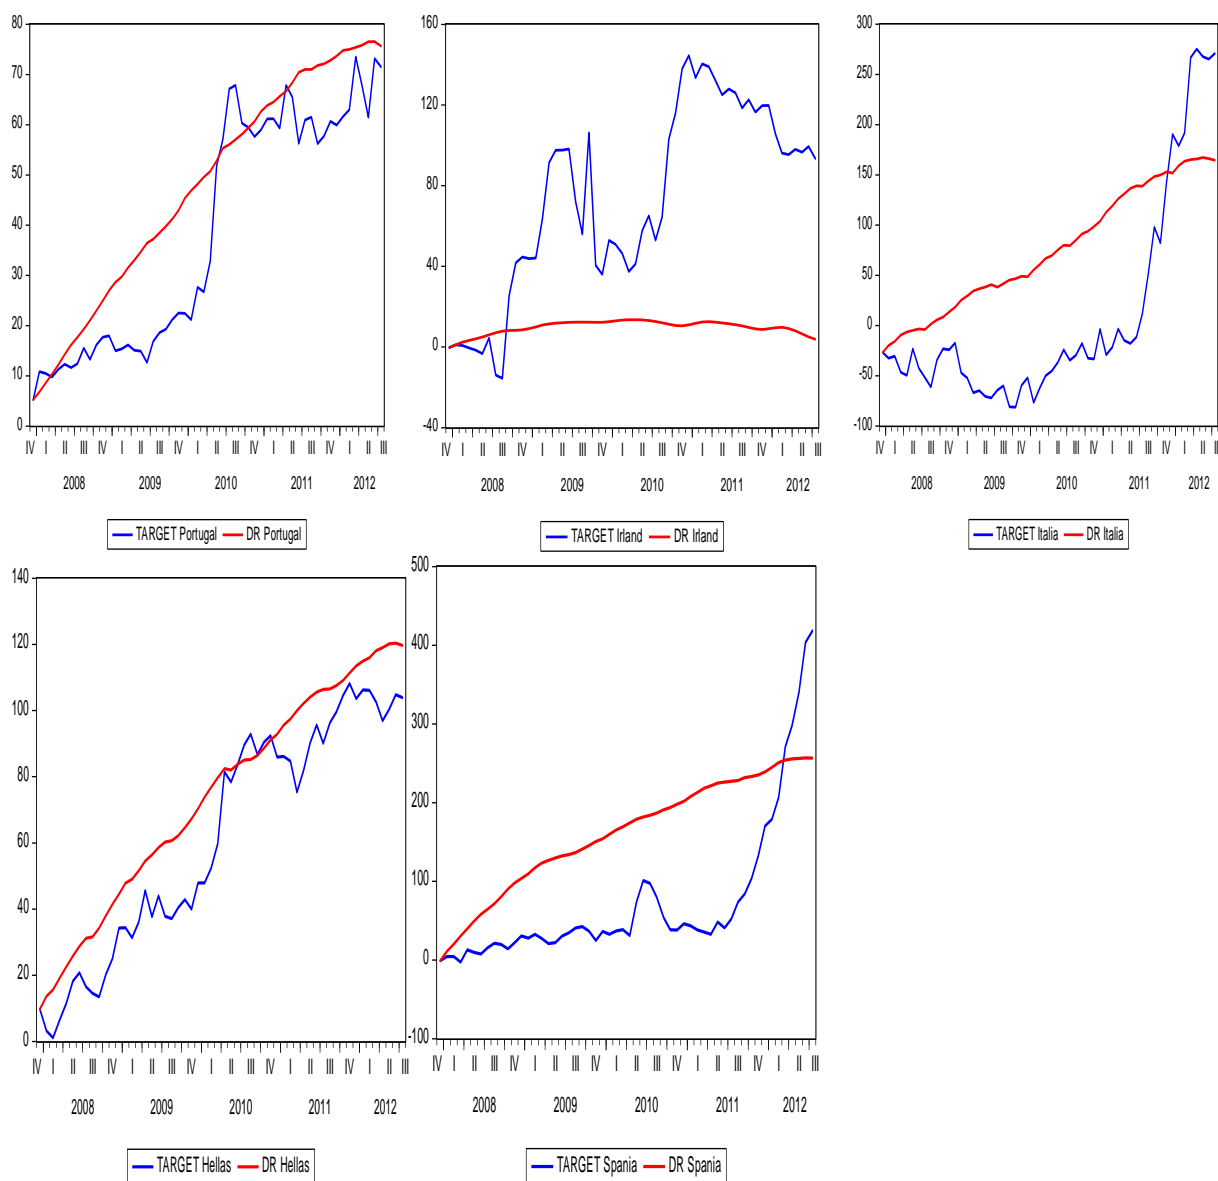 80
70
60
50
40
30
20
10
0
IV I II III IV I II III IV I II III IV I II III IV I II III
2008 2009 2010 2011 2012
TARGET Portugal DR Portugal
160
120
80
40
0
-40
IV I II III IV I II III IV I II III IV I II III IV I II III
2008 2009 2010 2011 2012
TARGET Irland DR Irland
300
250
200
150
100
50
0
-50
-100
IV I II III IV I II III IV I II III IV I II III IV I II II
2008 2009 2010 2011 2012
TARGET Italia DR Italia
140
120
100
80
60
40
20
0
IV I II III IV I II III IV I II III IV I II III IV I II III
2008 2009 2010 2011 2012
TARGET Hellas DR Hellas
500
400
300
200
100
0
-100
IV I II III IV I II III IV I II III IV I II III IV I II III
2008 2009 2010 2011 2012
TARGET Spania DR Spania